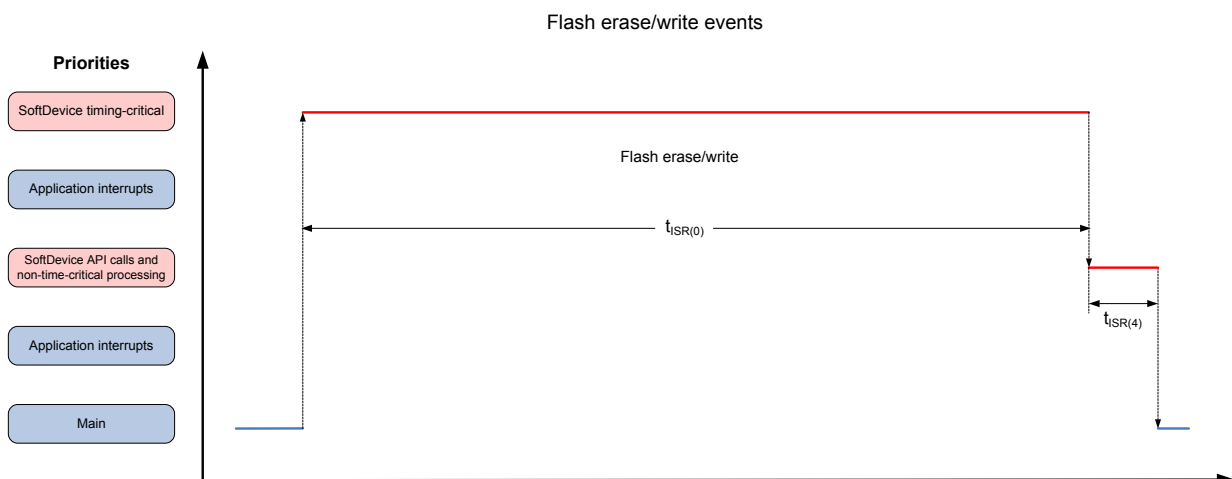 Flash erase/write events
Priorities
SoftDevice timing-critical
Application interrupts
SoftDevice API calls and
non-time-critical processing
Application interrupts
Main
Flash erase/write
tISR(0)
tISR(4)